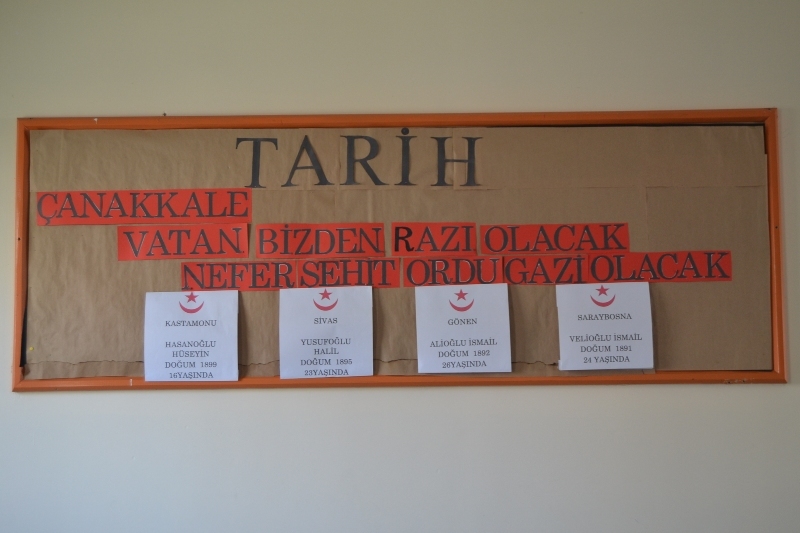 TARİH
ÇANAKKALE
VATAN BİZDEN RAZI OLACAK
NEFER ŞEHİT ORDU GAZİ OLACAK
KASTAMONU
HASANOĞLU
HÜSEYİN
DOĞUM 1899
16YAŞINDA
SİVAS
YUSUFOĞLU
HALİL
DOĞUM 1895
23YAŞINDA
GÖNEN
ALİOĞLU İSMAİL
DOĞUM 1892
26YAŞINDA
SARAYBOSNA
VELİOĞLU İSMAİL
DOĞUM 1891
24 YAŞINDA